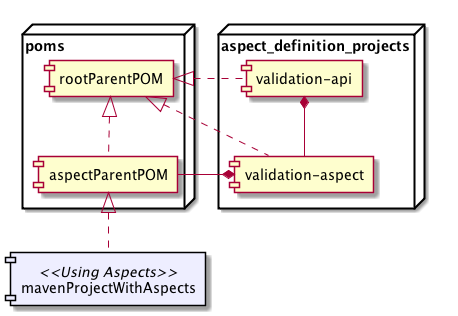 poms
aspect_definition_projects
rootParentPOM
validation-api
aspectParentPOM
validation-aspect
<<Using Aspects>>
mavenProjectWithAspects